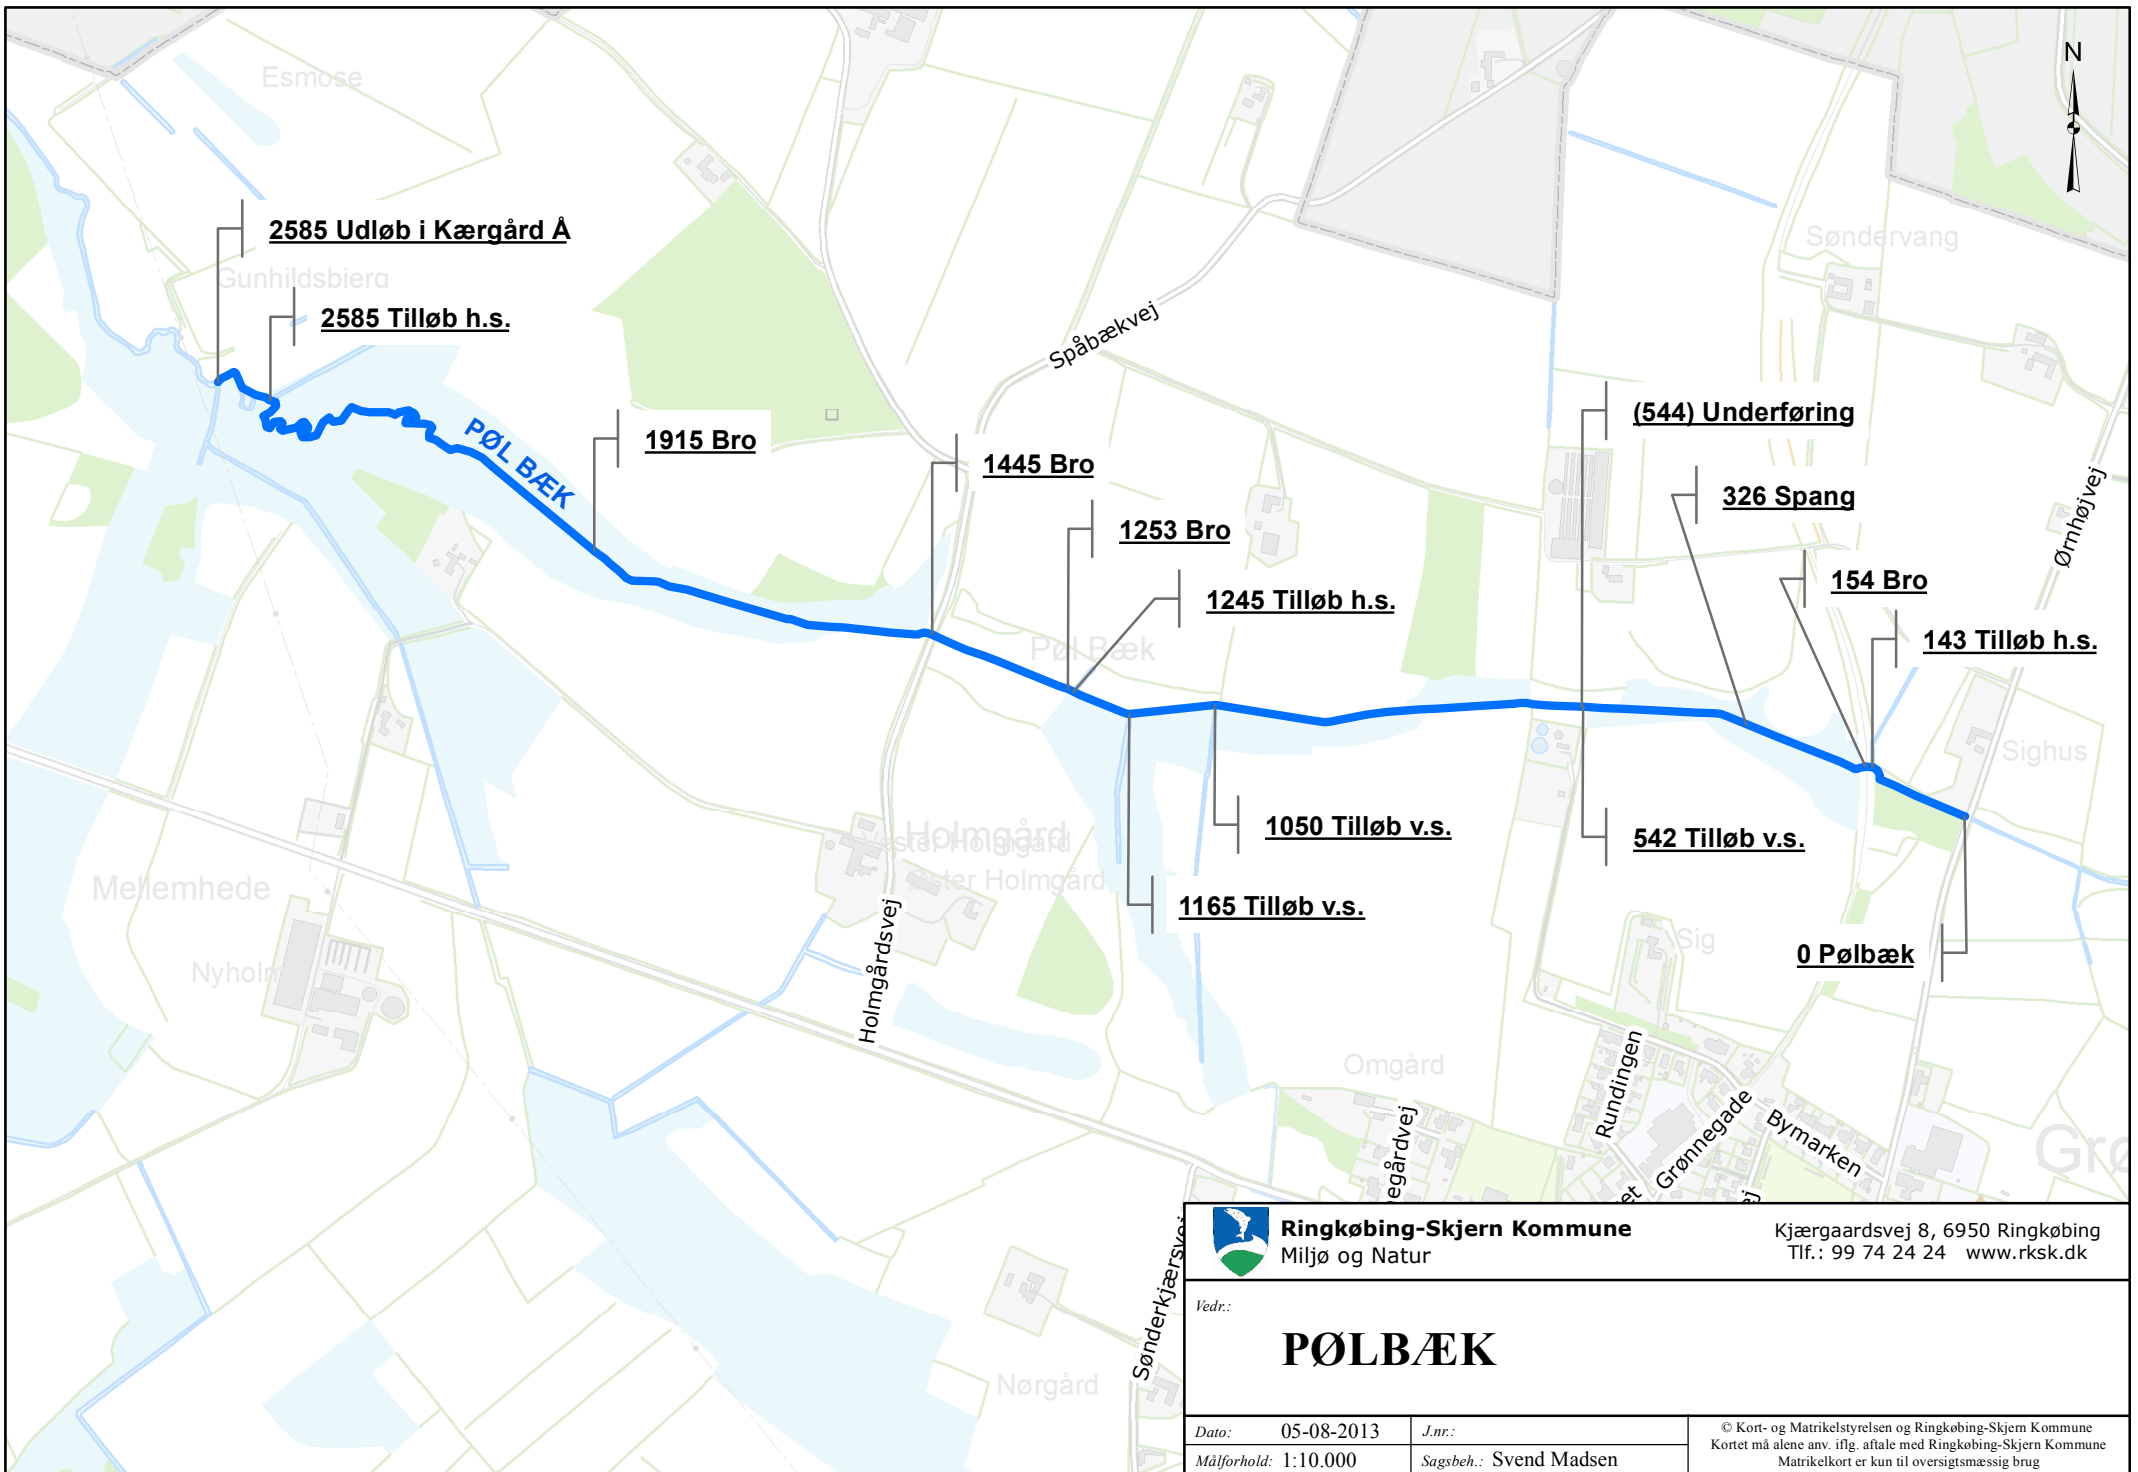 N
Esmose
2585 Udløb i Kærgård Å
Gunhildsbjerg
2585 Tilløb h.s.
Søndervang
Spåbækvej
PØL BÆK
1915 Bro
1445 Bro
(544) Underføring
326 Spang
1253 Bro
Ørnhøjvej
154 Bro
1245 Tilløb h.s.
143 Tilløb h.s.
Pøl Bæk
Sighus
1050 Tilløb v.s.
542 Tilløb v.s.
Holmgård
Vester Holmgård
Øster Holmgård
Mellemhede
1165 Tilløb v.s.
Holmgårdsvej
Sig
0 Pølbæk
Nyholm
Omgård
Rundingen
Grønnegade
Bymarken
egårdvej
et
ej
Grø
Sønderkjærsvej
Nørgård
Ringkøbing-Skjern Kommune
Miljø og Natur
Kjærgaardsvej 8, 6950 Ringkøbing
Tlf.: 99 74 24 24 www.rksk.dk
Vedr.:
PØLBÆK
Dato: 05-08-2013
J.nr.:
Målforhold: 1:10.000
Sagsbeh.: Svend Madsen
© Kort- og Matrikelstyrelsen og Ringkøbing-Skjern Kommune
Kortet må alene anv. iflg. aftale med Ringkøbing-Skjern Kommune
Matrikelkort er kun til oversigtsmæssig brug